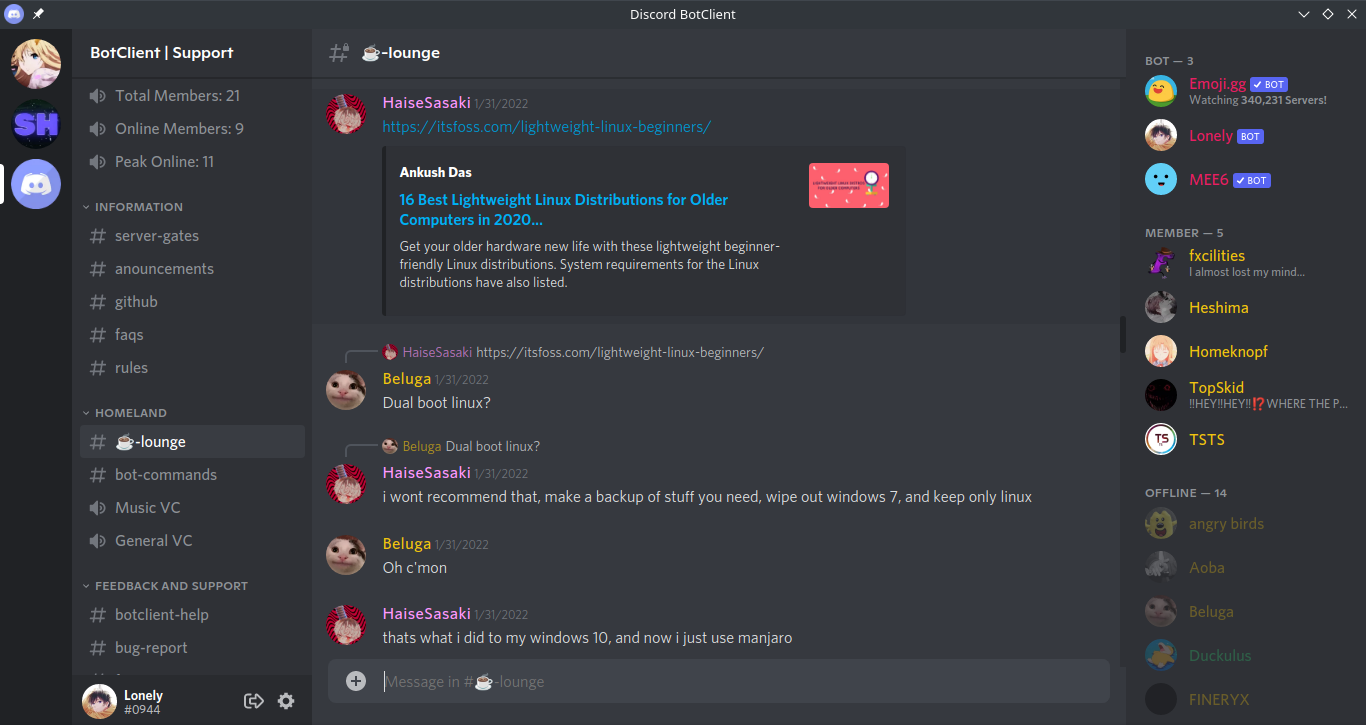 Discord BotClient
SH
BotClient | Support
Total Members: 21
Online Members: 9
Peak Online: 11
INFORMATION
# server-gates
# anouncements
# github
# faqs
# rules
HOMELAND
# ☕-lounge
# bot-commands
Music VC
General VC
FEEDBACK AND SUPPORT
# botclient-help
# bug-report
Lonely
#0944
# ☕-lounge
HaiseSasaki 1/31/2022
https://itsfoss.com/lightweight-linux-beginners/
Ankush Das
16 Best Lightweight Linux Distributions for Older
Computers in 2020...
Get your older hardware new life with these lightweight beginner-
friendly Linux distributions. System requirements for the Linux
distributions have also listed.
HaiseSasaki https://itsfoss.com/lightweight-linux-beginners/
Beluga 1/31/2022
Dual boot linux?
Beluga Dual boot linux?
HaiseSasaki 1/31/2022
i wont recommend that, make a backup of stuff you need, wipe out windows 7, and keep only linux
Beluga 1/31/2022
Oh c'mon
HaiseSasaki 1/31/2022
thats what i did to my windows 10, and now i just use manjaro
Message in #☕-lounge
BOT — 3
Emoji.gg ✓ BOT
Watching 340,231 Servers!
Lonely BOT
MEE6 ✓ BOT
MEMBER — 5
fxcilities
I almost lost my mind...
Heshima
Homeknopf
TopSkid
‼HEY‼HEY‼⁉WHERE THE P...
TS
TSTS
OFFLINE — 14
angry birds
Aoba
Beluga
Duckulus
FINERYX